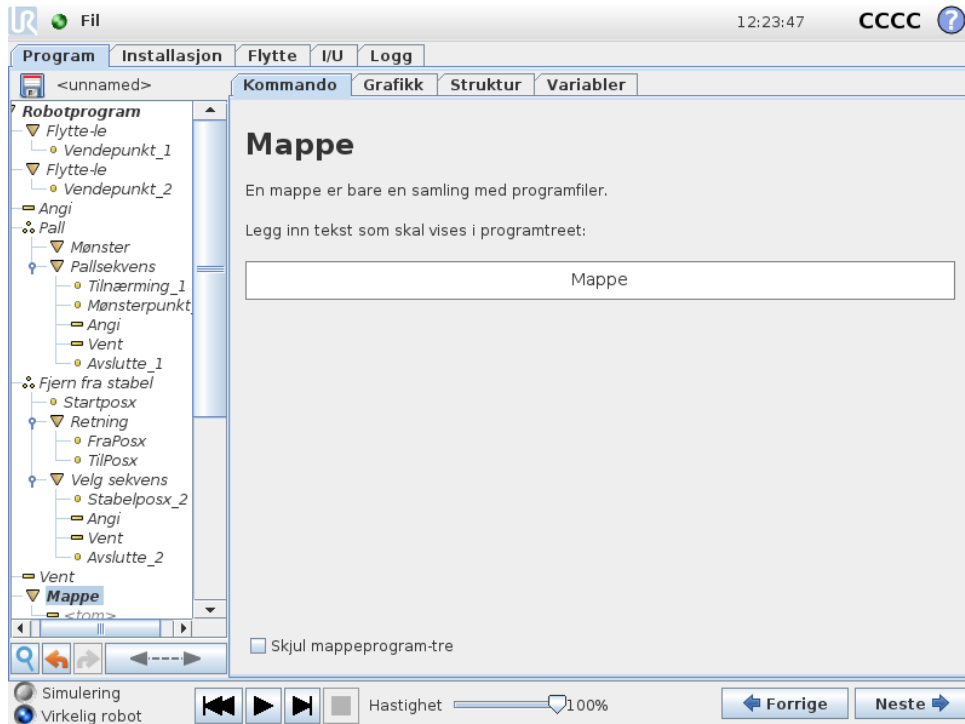 UR Fil 12:23:47 CCCC ?
Program Installasjon Flytte I/U Logg
<unnamed>
Kommando Grafikk Struktur Variabler
Robotprogram
Flytte-le
Vendepunkt_1
Flytte-le
Vendepunkt_2
Angi
Pall
Mønster
Pallsekvens
Tilnærming_1
Mønsterpunkt_
Angi
Vent
Avslutte_1
Fjern fra stabel
Startposx
Retning
FraPosx
TilPosx
Velg sekvens
Stabelposx_2
Angi
Vent
Avslutte_2
Vent
Mappe
<tom>
Mappe
En mappe er bare en samling med programfiler.
Legg inn tekst som skal vises i programtreet:
Mappe
Skjul mappeprogram-tre
Simulering
Virkelig robot
Hastighet 100%
Forrige Neste